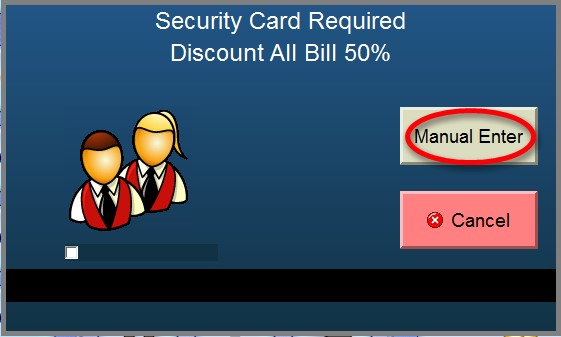 Security Card Required
Discount All Bill 50%
Manual Enter
Cancel